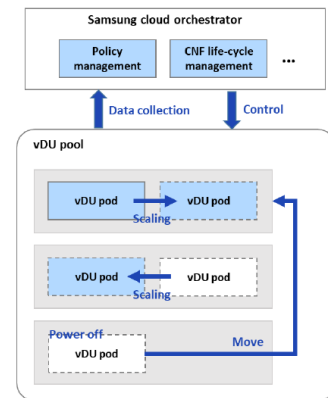 Samsung cloud orchestrator
Policy
management
CNF life-cycle
management
...
Data collection
Control
vDU pool
vDU pod
vDU pod
Scaling
vDU pod
vDU pod
Scaling
Power off
vDU pod
Move